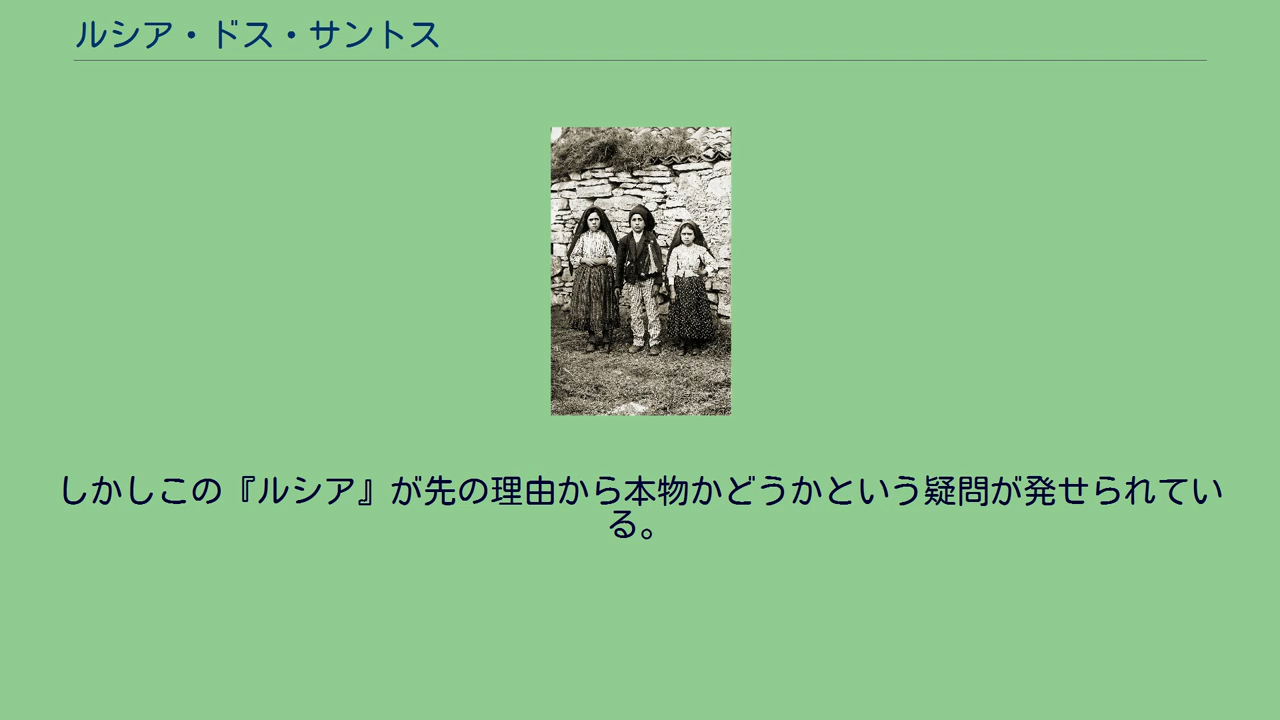 ルシア・ドス・サントス
しかしこの『ルシア』が先の理由から本物かどうかという疑問が発せられてい
る。